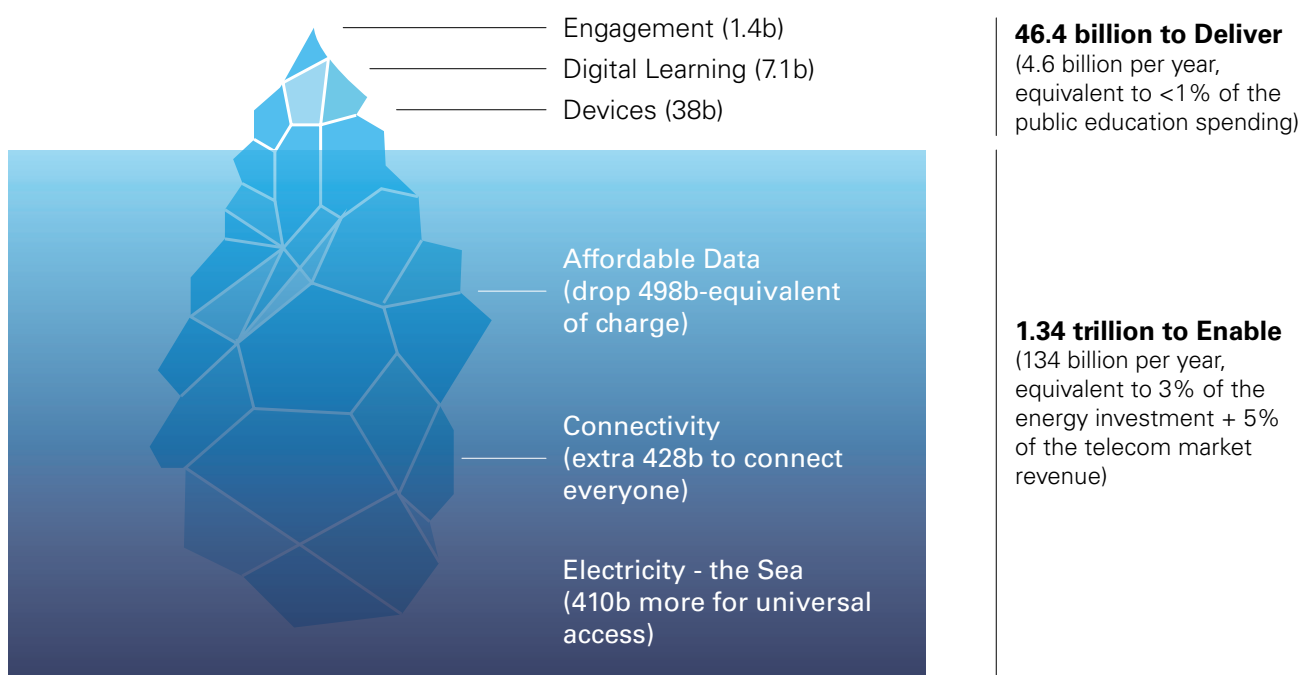 Engagement (1.4b)
Digital Learning (7.1b)
Devices (38b)
46.4 billion to Deliver
(4.6 billion per year,
equivalent to <1% of the
public education spending)
Affordable Data
(drop 498b-equivalent
of charge)
Connectivity
(extra 428b to connect
everyone)
Electricity - the Sea
(410b more for universal
access)
1.34 trillion to Enable
(134 billion per year,
equivalent to 3% of the
energy investment + 5%
of the telecom market
revenue)